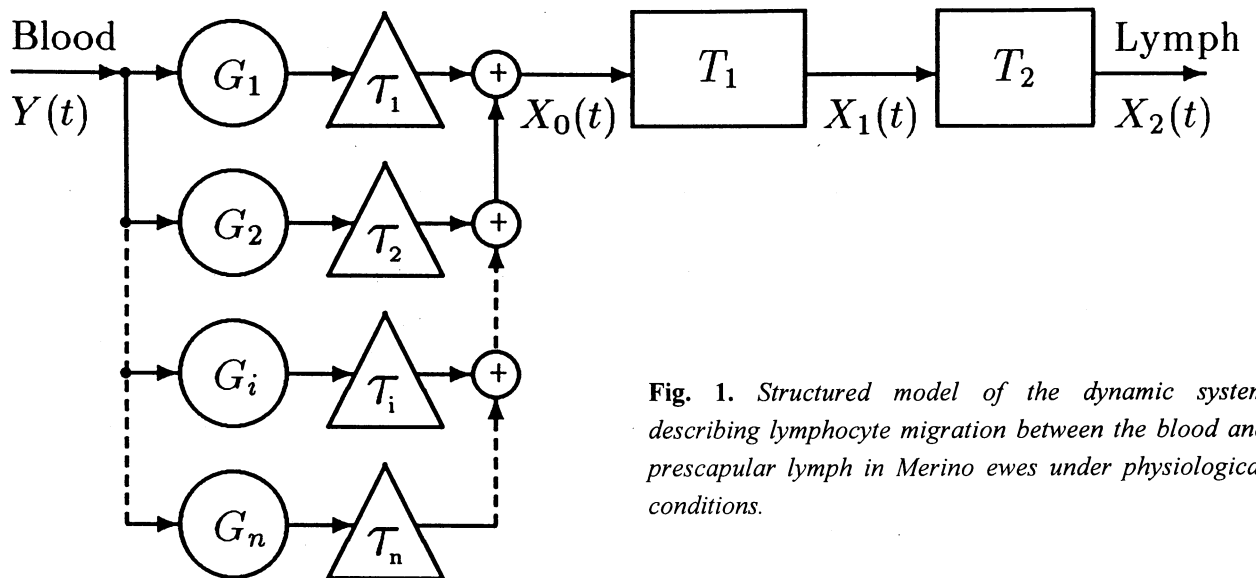 Blood
Y(t)
G₁ τ₁ + X₀(t) T₁ X₁(t) T₂ Lymph
X₂(t)
G₂ τ₂ +
Gᵢ τᵢ +
Gₙ τₙ
Fig. 1. Structured model of the dynamic system
describing lymphocyte migration between the blood and
prescapular lymph in Merino ewes under physiological
conditions.